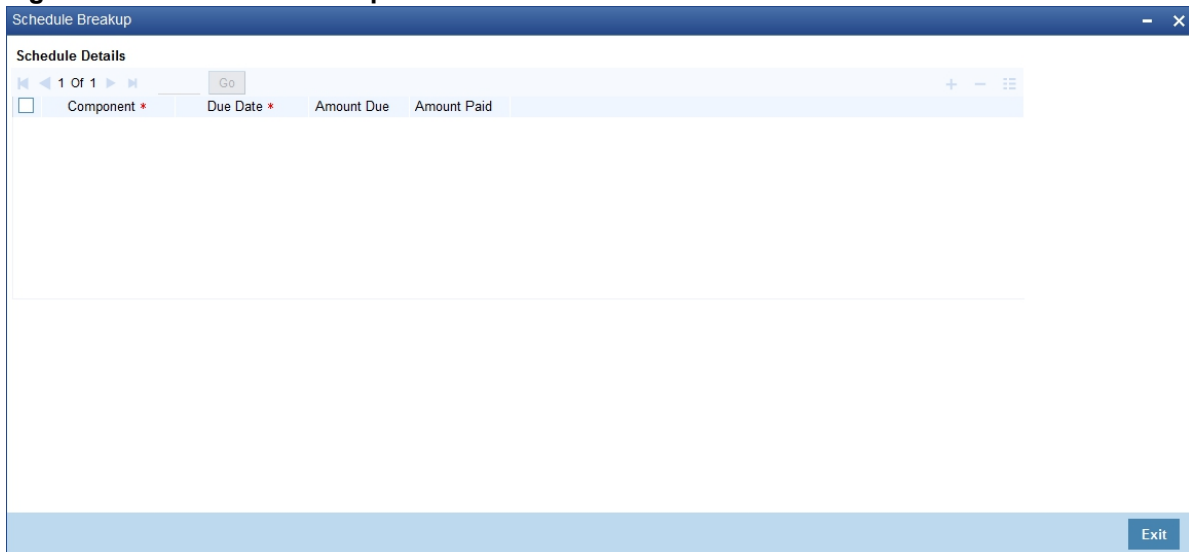 Schedule Breakup
Schedule Details
1 Of 1 Go
Component * Due Date * Amount Due Amount Paid
Exit